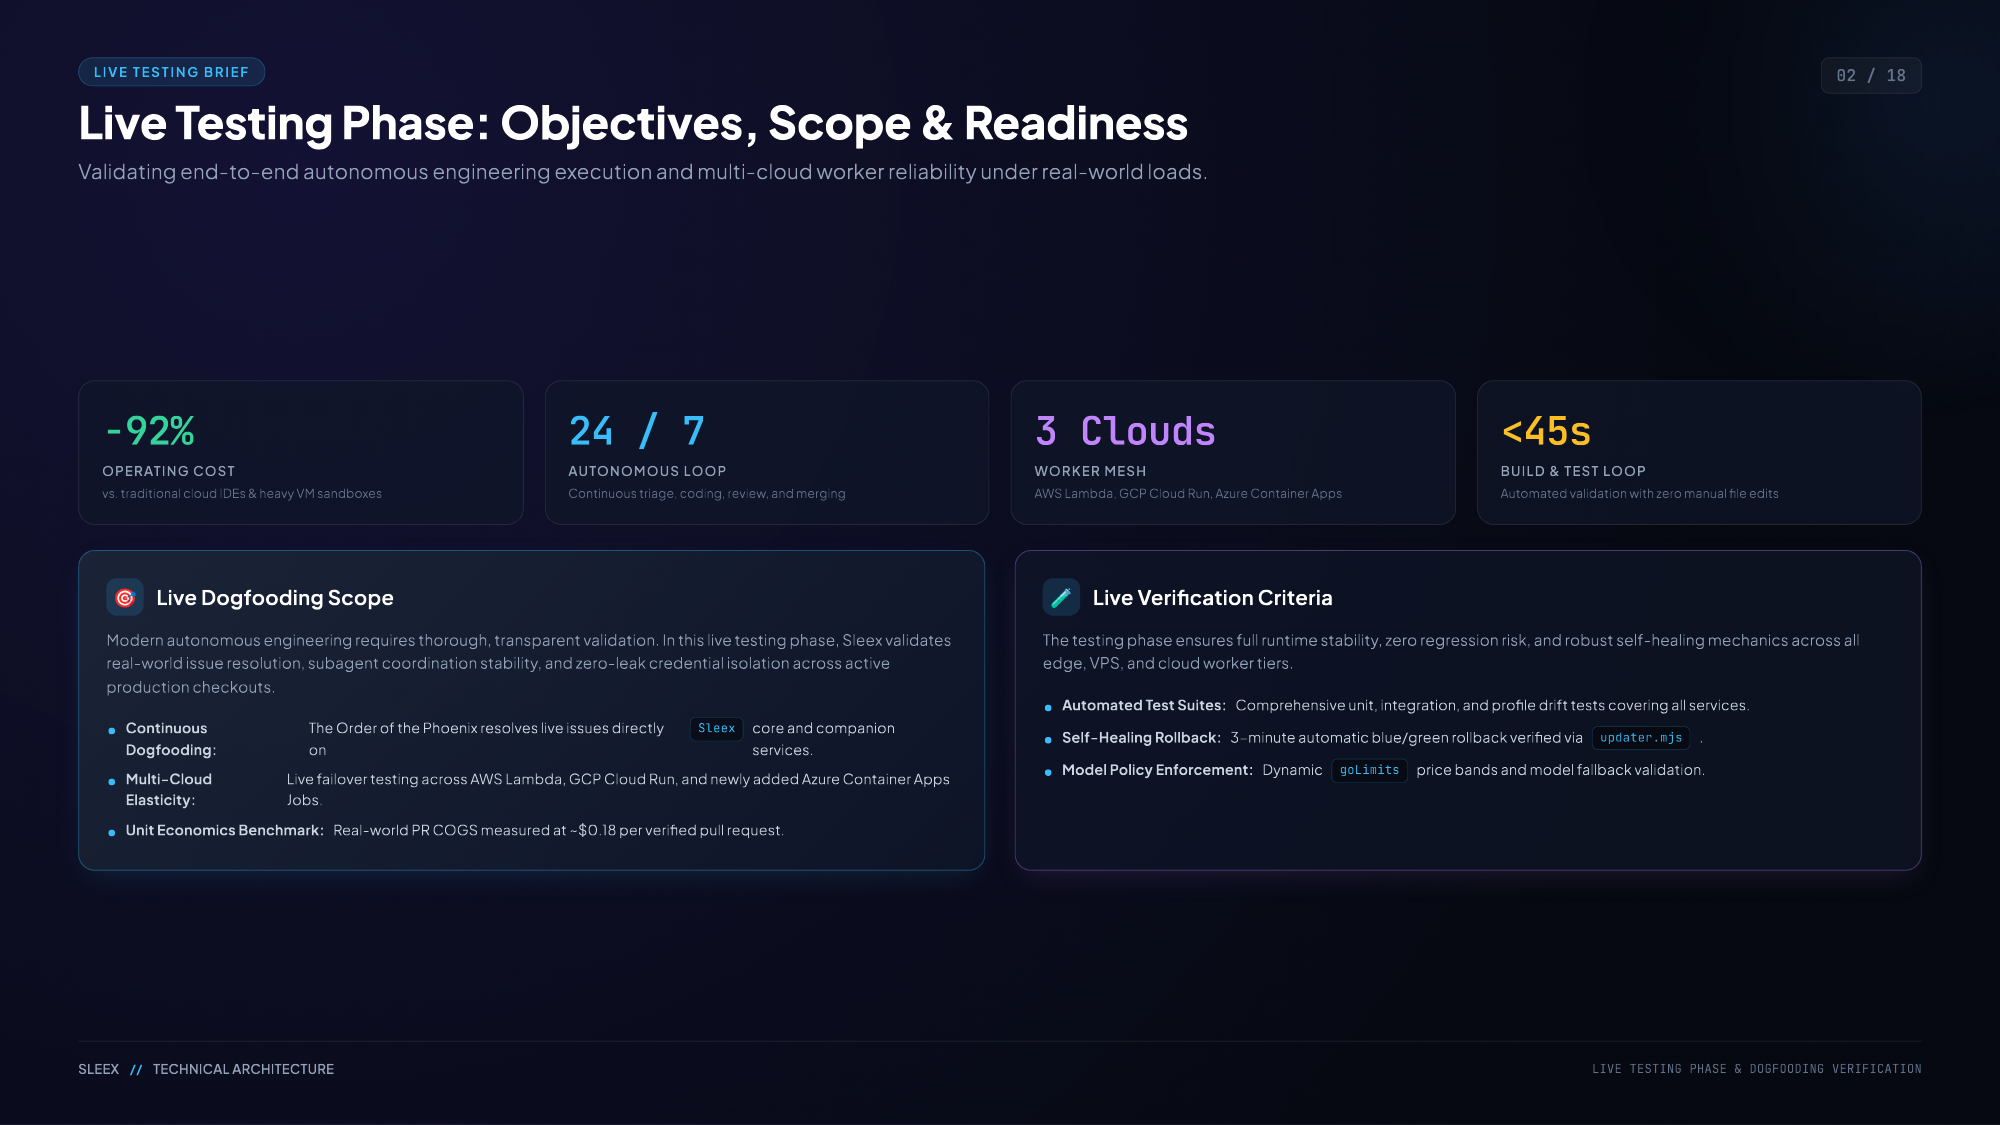 LIVE TESTING BRIEF
02 / 18
Live Testing Phase: Objectives, Scope & Readiness
Validating end-to-end autonomous engineering execution and multi-cloud worker reliability under real-world loads.
-92%
OPERATING COST
vs. traditional cloud IDEs & heavy VM sandboxes
24 / 7
AUTONOMOUS LOOP
Continuous triage, coding, review, and merging
3 Clouds
WORKER MESH
AWS Lambda, GCP Cloud Run, Azure Container Apps
<45s
BUILD & TEST LOOP
Automated validation with zero manual file edits
Live Dogfooding Scope
Modern autonomous engineering requires thorough, transparent validation. In this live testing phase, Sleex validates
real-world issue resolution, subagent coordination stability, and zero-leak credential isolation across active
production checkouts.
Continuous
Dogfooding:
The Order of the Phoenix resolves live issues directly
on
Sleex
core and companion
services.
Multi-Cloud
Elasticity:
Live failover testing across AWS Lambda, GCP Cloud Run, and newly added Azure Container Apps
Jobs.
Unit Economics Benchmark: Real-world PR COGS measured at ~$0.18 per verified pull request.
Live Verification Criteria
The testing phase ensures full runtime stability, zero regression risk, and robust self-healing mechanics across all
edge, VPS, and cloud worker tiers.
Automated Test Suites: Comprehensive unit, integration, and profile drift tests covering all services.
Self-Healing Rollback: 3-minute automatic blue/green rollback verified via updater.mjs .
Model Policy Enforcement: Dynamic goLimits price bands and model fallback validation.
SLEEX // TECHNICAL ARCHITECTURE
LIVE TESTING PHASE & DOGFOODING VERIFICATION